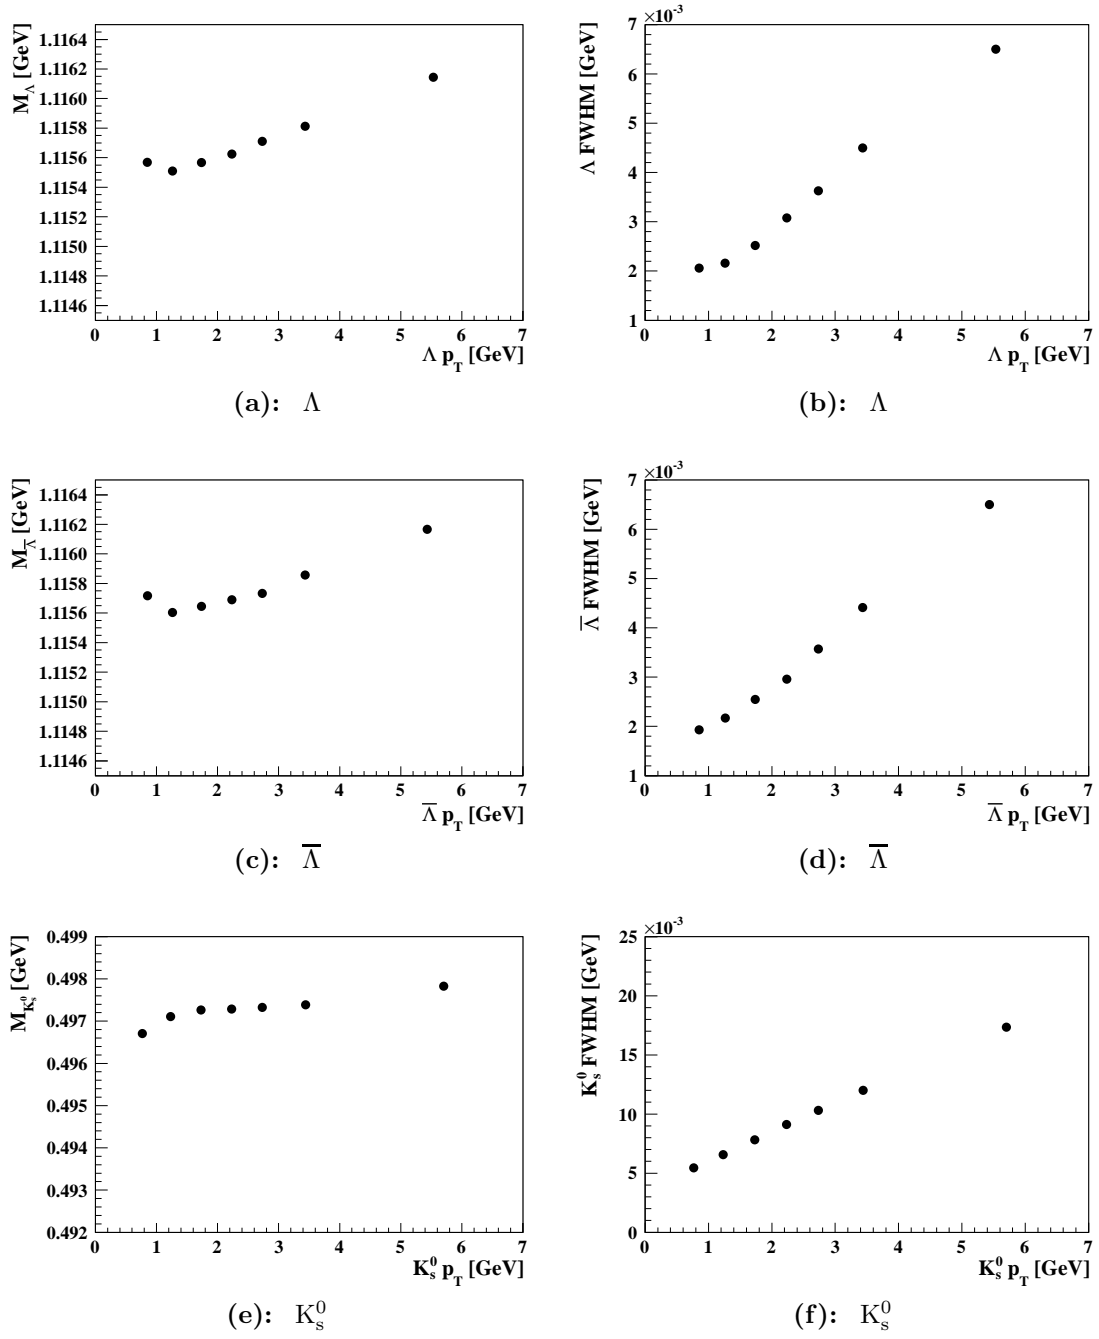 M_Λ [GeV]
1.1164
1.1162
1.1160
1.1158
1.1156
1.1154
1.1152
1.1150
1.1148
1.1146
0 1 2 3 4 5 6 7
Λ p_T [GeV]
(a): Λ
×10⁻³
Λ FWHM [GeV]
7
6
5
4
3
2
1
0 1 2 3 4 5 6 7
Λ p_T [GeV]
(b): Λ
M_Λ̅ [GeV]
1.1164
1.1162
1.1160
1.1158
1.1156
1.1154
1.1152
1.1150
1.1148
1.1146
0 1 2 3 4 5 6 7
Λ̅ p_T [GeV]
(c): Λ̅
×10⁻³
Λ̅ FWHM [GeV]
7
6
5
4
3
2
1
0 1 2 3 4 5 6 7
Λ̅ p_T [GeV]
(d): Λ̅
M_K_s^0 [GeV]
0.499
0.498
0.497
0.496
0.495
0.494
0.493
0.492
0 1 2 3 4 5 6 7
K_s^0 p_T [GeV]
(e): K_s^0
×10⁻³
K_s^0 FWHM [GeV]
25
20
15
10
5
0
0 1 2 3 4 5 6 7
K_s^0 p_T [GeV]
(f): K_s^0